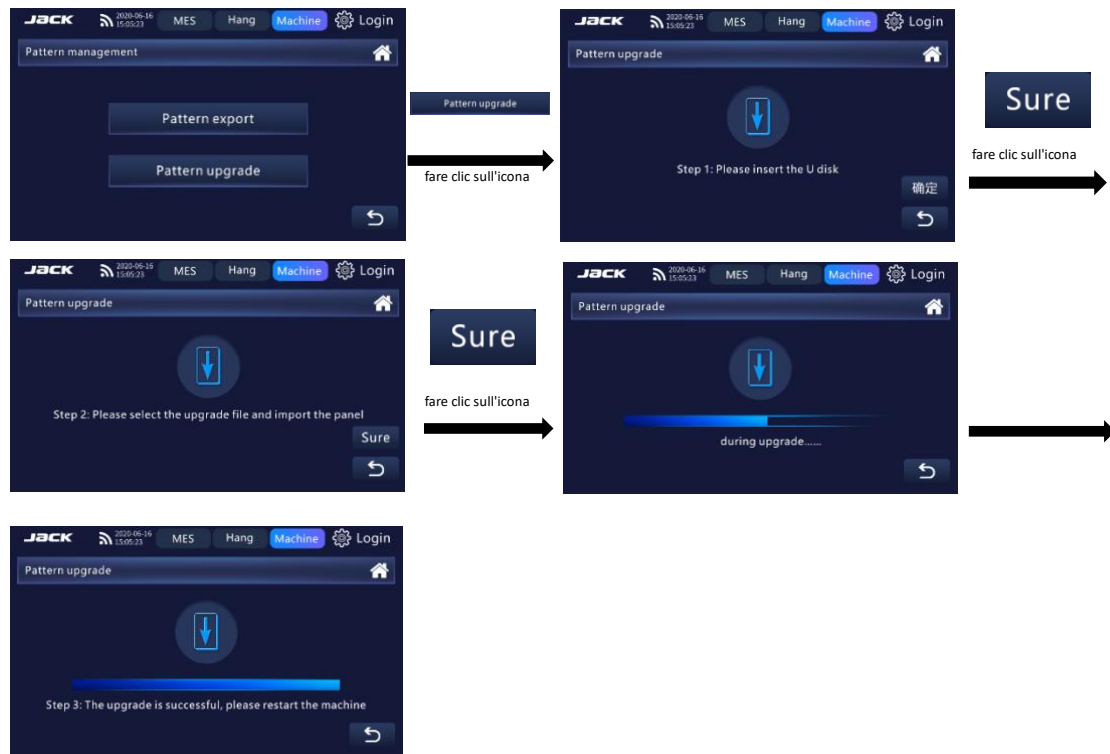 Jack 2020-06-16 15:05:23 MES Hang Machine Login
Pattern management
Pattern export
Pattern upgrade
Pattern upgrade
fare clic sull'icona
Jack 2020-06-16 15:05:23 MES Hang Machine Login
Pattern upgrade
Step 1: Please insert the U disk
确定
Sure
fare clic sull'icona
Jack 2020-06-16 15:05:23 MES Hang Machine Login
Pattern upgrade
Step 2: Please select the upgrade file and import the panel
Sure
Sure
fare clic sull'icona
Jack 2020-06-16 15:05:23 MES Hang Machine Login
Pattern upgrade
during upgrade......
Jack 2020-06-16 15:05:23 MES Hang Machine Login
Pattern upgrade
Step 3: The upgrade is successful, please restart the machine